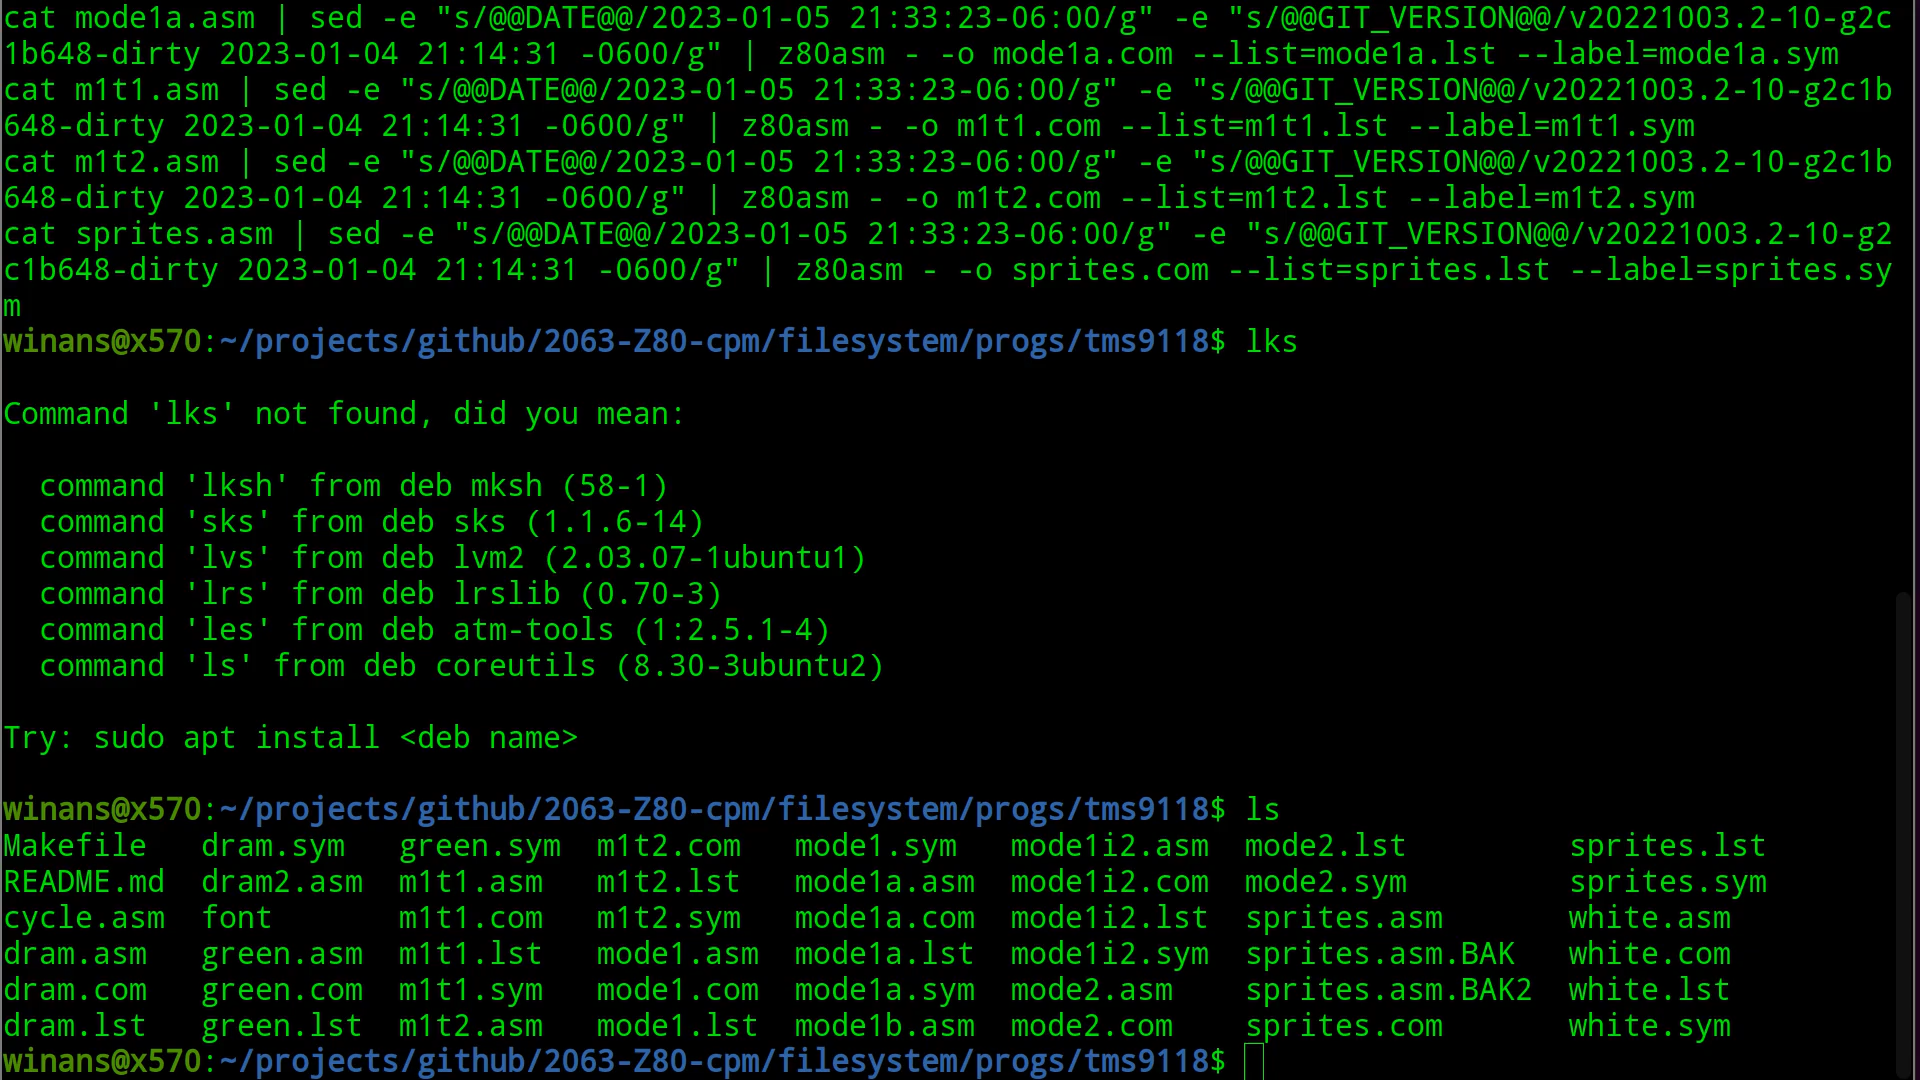 cat mode1a.asm | sed -e "s/@@DATE@@/2023-01-05 21:33:23-06:00/g" -e "s/@@GIT_VERSION@@/v20221003.2-10-g2c
1b648-dirty 2023-01-04 21:14:31 -0600/g" | z80asm - -o mode1a.com --list=mode1a.lst --label=mode1a.sym
cat m1t1.asm | sed -e "s/@@DATE@@/2023-01-05 21:33:23-06:00/g" -e "s/@@GIT_VERSION@@/v20221003.2-10-g2c1b
648-dirty 2023-01-04 21:14:31 -0600/g" | z80asm - -o m1t1.com --list=m1t1.lst --label=m1t1.sym
cat m1t2.asm | sed -e "s/@@DATE@@/2023-01-05 21:33:23-06:00/g" -e "s/@@GIT_VERSION@@/v20221003.2-10-g2c1b
648-dirty 2023-01-04 21:14:31 -0600/g" | z80asm - -o m1t2.com --list=m1t2.lst --label=m1t2.sym
cat sprites.asm | sed -e "s/@@DATE@@/2023-01-05 21:33:23-06:00/g" -e "s/@@GIT_VERSION@@/v20221003.2-10-g2
c1b648-dirty 2023-01-04 21:14:31 -0600/g" | z80asm - -o sprites.com --list=sprites.lst --label=sprites.sy
m
winans@x570:~/projects/github/2063-Z80-cpm/filesystem/progs/tms9118$ lks
Command 'lks' not found, did you mean:
  command 'lksh' from deb mksh (58-1)
  command 'sks' from deb sks (1.1.6-14)
  command 'lvs' from deb lvm2 (2.03.07-1ubuntu1)
  command 'lrs' from deb lrslib (0.70-3)
  command 'les' from deb atm-tools (1:2.5.1-4)
  command 'ls' from deb coreutils (8.30-3ubuntu2)
Try: sudo apt install <deb name>
winans@x570:~/projects/github/2063-Z80-cpm/filesystem/progs/tms9118$ ls
Makefile   dram.sym   green.sym  m1t2.com   mode1.sym   mode1i2.asm  mode2.lst         sprites.lst
README.md  dram2.asm  m1t1.asm   m1t2.lst   mode1a.asm  mode1i2.com  mode2.sym         sprites.sym
cycle.asm  font       m1t1.com   m1t2.sym   mode1a.com  mode1i2.lst  sprites.asm       white.asm
dram.asm   green.asm  m1t1.lst   mode1.asm  mode1a.lst  mode1i2.sym  sprites.asm.BAK   white.com
dram.com   green.com  m1t1.sym   mode1.com  mode1a.sym  mode2.asm    sprites.asm.BAK2  white.lst
dram.lst   green.lst  m1t2.asm   mode1.lst  mode1b.asm  mode2.com    sprites.com       white.sym
winans@x570:~/projects/github/2063-Z80-cpm/filesystem/progs/tms9118$